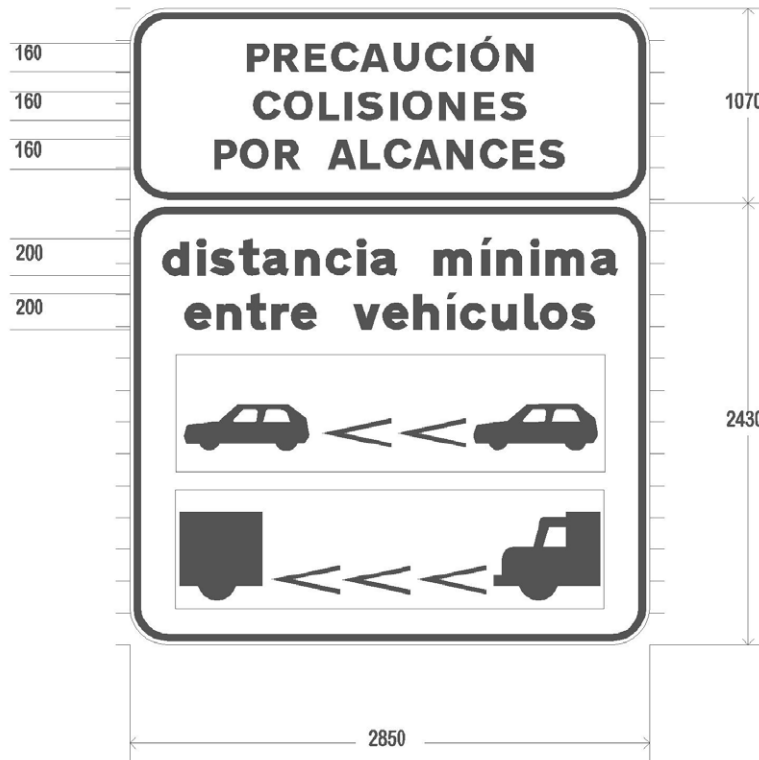 PRECAUCIÓN
COLISIONES
POR ALCANCES
distancia mínima
entre vehículos
160
160
160
200
200
1070
2430
2850